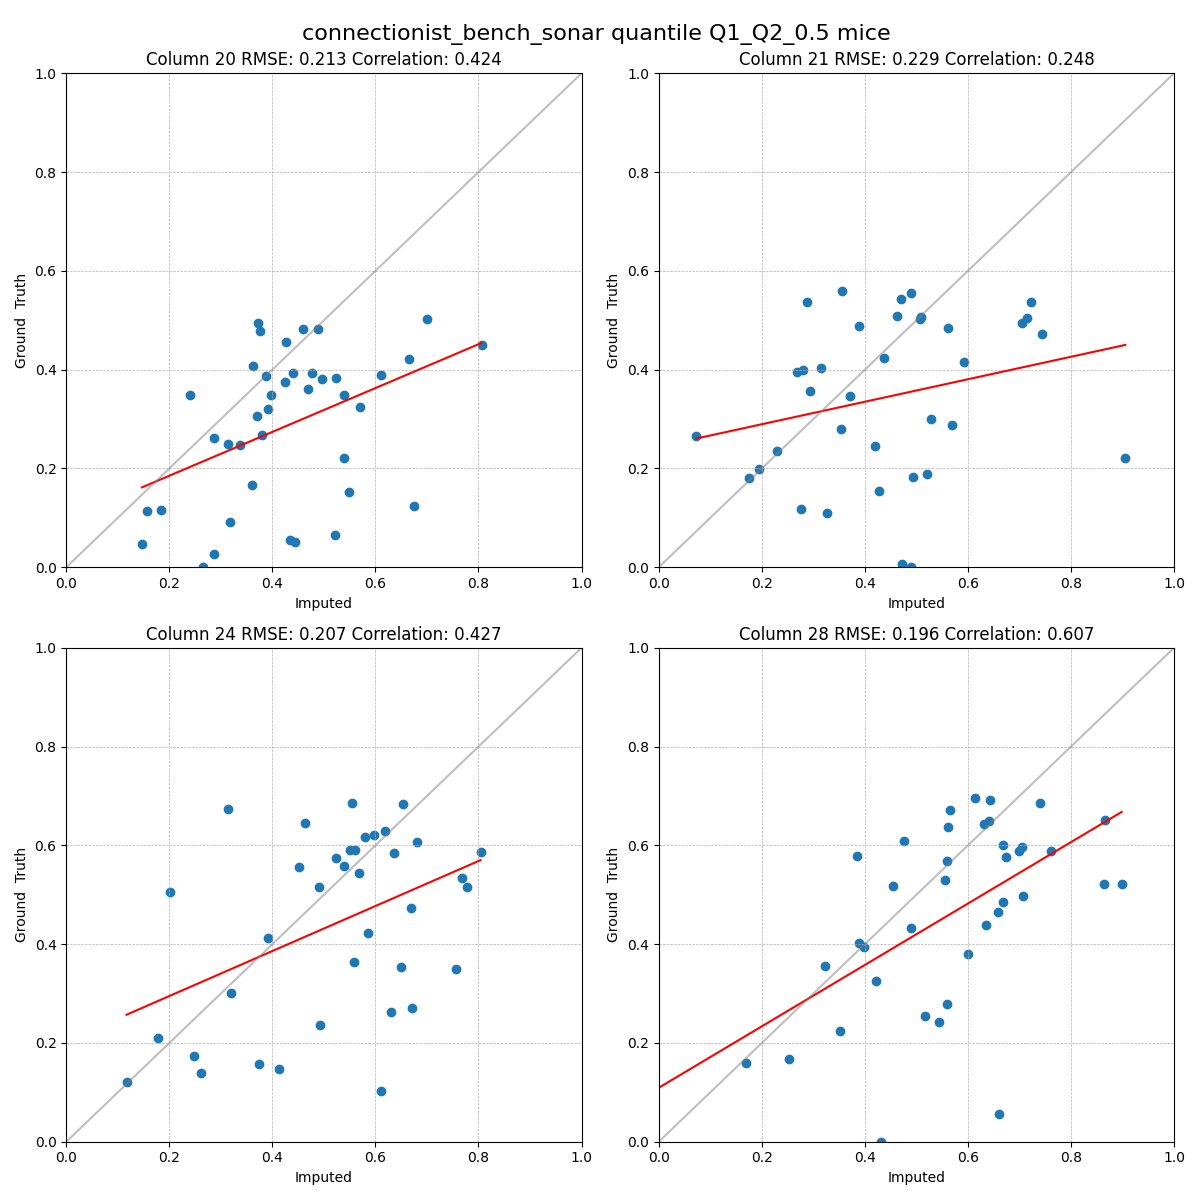 connectionist_bench_sonar quantile Q1_Q2_0.5 mice
Column 20 RMSE: 0.213 Correlation: 0.424
1.0
0.8
0.6
0.4
0.2
0.0
Ground Truth
0.0 0.2 0.4 0.6 0.8 1.0
Imputed
Column 21 RMSE: 0.229 Correlation: 0.248
1.0
0.8
0.6
0.4
0.2
0.0
Ground Truth
0.0 0.2 0.4 0.6 0.8 1.0
Imputed
Column 24 RMSE: 0.207 Correlation: 0.427
1.0
0.8
0.6
0.4
0.2
0.0
Ground Truth
0.0 0.2 0.4 0.6 0.8 1.0
Imputed
Column 28 RMSE: 0.196 Correlation: 0.607
1.0
0.8
0.6
0.4
0.2
0.0
Ground Truth
0.0 0.2 0.4 0.6 0.8 1.0
Imputed